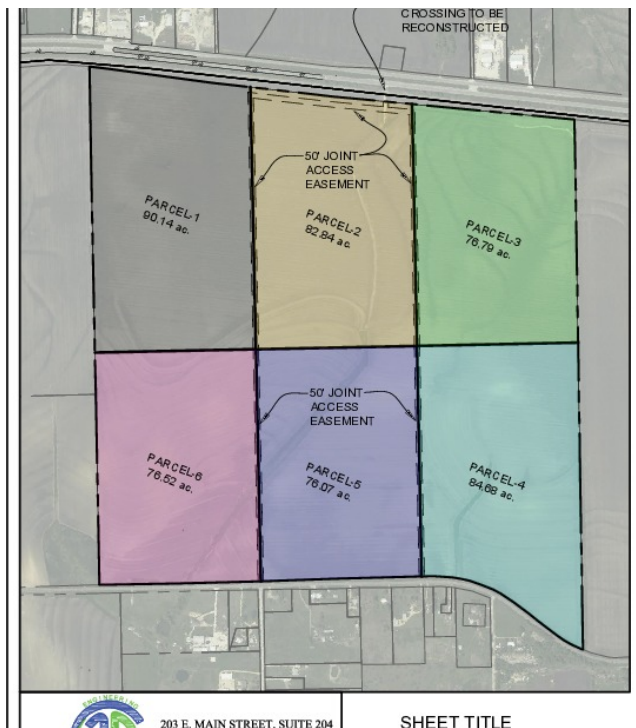 CROSSING TO BE
RECONSTRUCTED
50' JOINT
ACCESS
EASEMENT
PARCEL-1
90.14 ac.
PARCEL-2
82.84 ac.
PARCEL-3
76.79 ac.
50' JOINT
ACCESS
EASEMENT
PARCEL-6
76.52 ac.
PARCEL-5
76.07 ac.
PARCEL-4
84.68 ac.
ENGINEERING
203 E. MAIN STREET, SUITE 204
SHEET TITLE